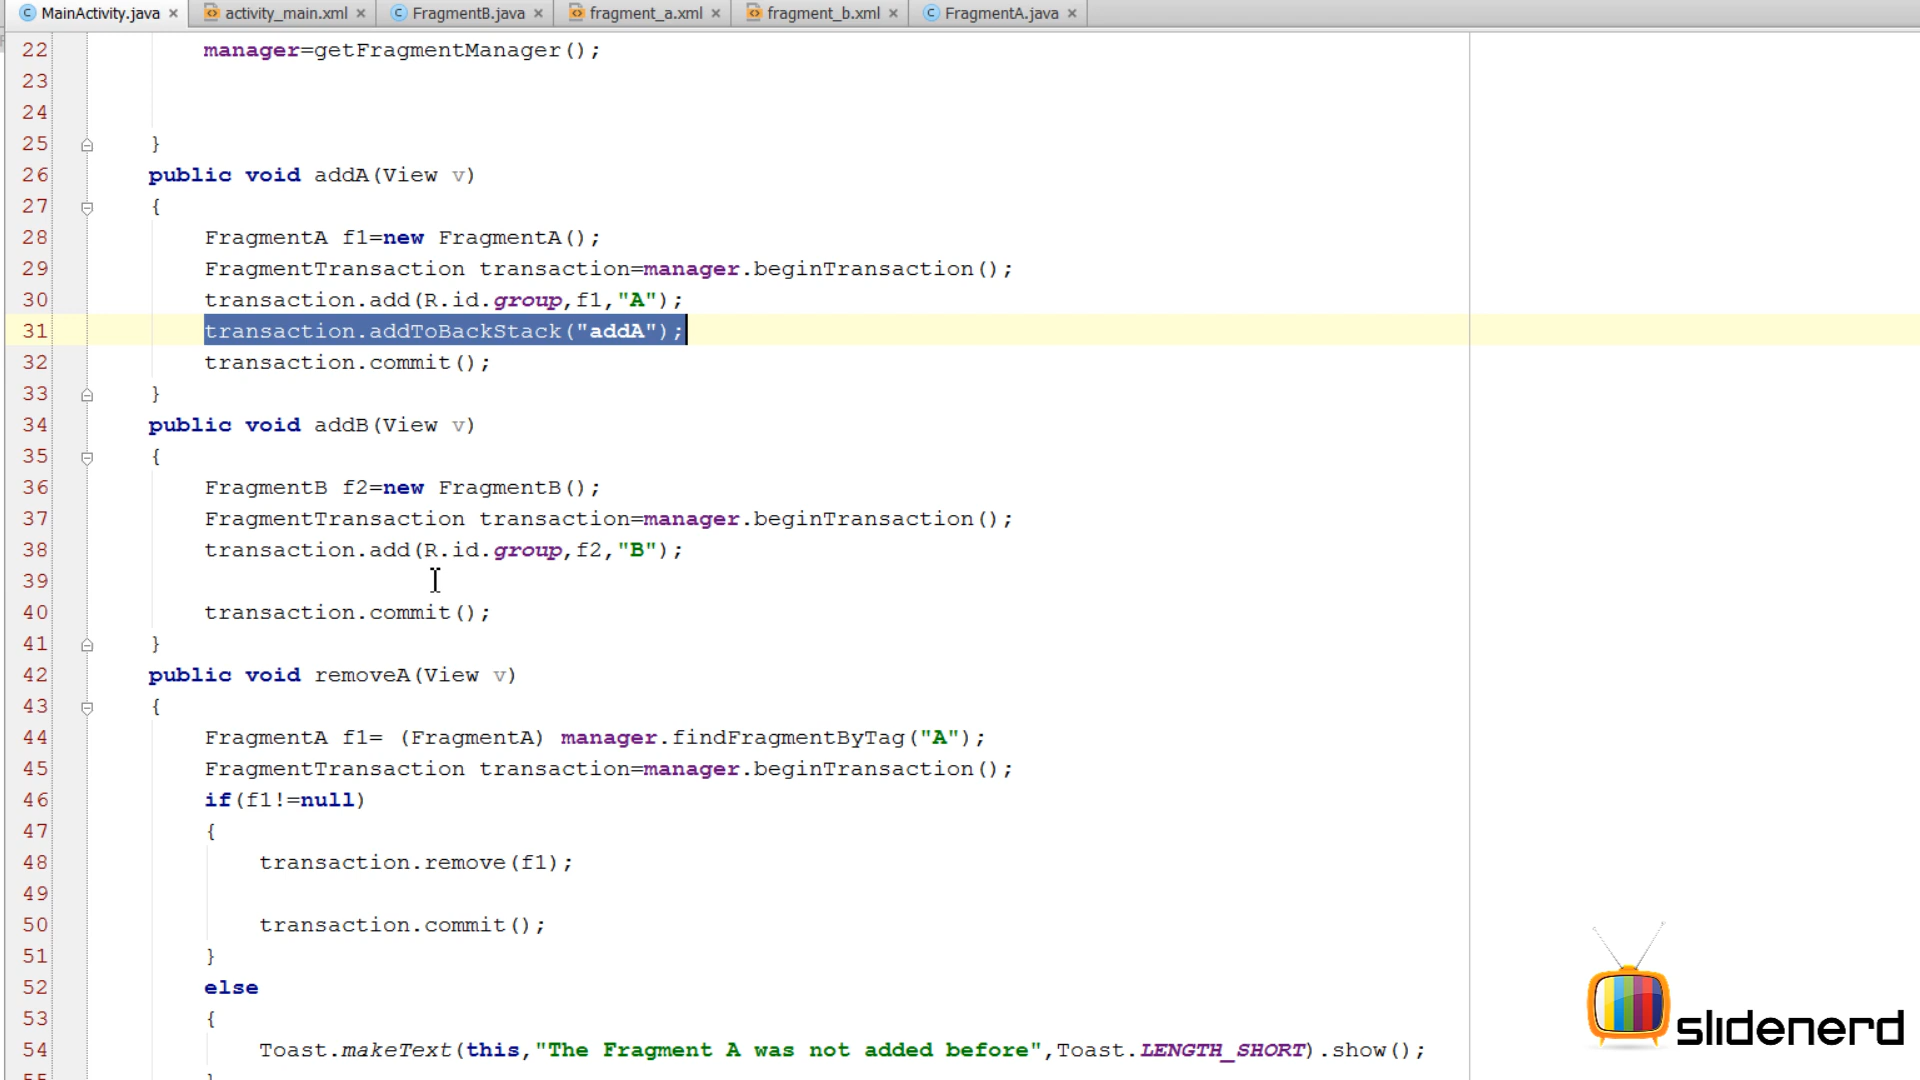 MainActivity.java × activity_main.xml × FragmentB.java × fragment_a.xml × fragment_b.xml × FragmentA.java ×
22 manager=getFragmentManager();
23
24
25 }
26 public void addA(View v)
27 {
28 FragmentA f1=new FragmentA();
29 FragmentTransaction transaction=manager.beginTransaction();
30 transaction.add(R.id.group,f1,"A");
31 transaction.addToBackStack("addA");
32 transaction.commit();
33 }
34 public void addB(View v)
35 {
36 FragmentB f2=new FragmentB();
37 FragmentTransaction transaction=manager.beginTransaction();
38 transaction.add(R.id.group,f2,"B");
39
40 transaction.commit();
41 }
42 public void removeA(View v)
43 {
44 FragmentA f1= (FragmentA) manager.findFragmentByTag("A");
45 FragmentTransaction transaction=manager.beginTransaction();
46 if(f1!=null)
47 {
48 transaction.remove(f1);
49
50 transaction.commit();
51 }
52 else
53 {
54 Toast.makeText(this,"The Fragment A was not added before",Toast.LENGTH_SHORT).show();
55 }
slidenerd